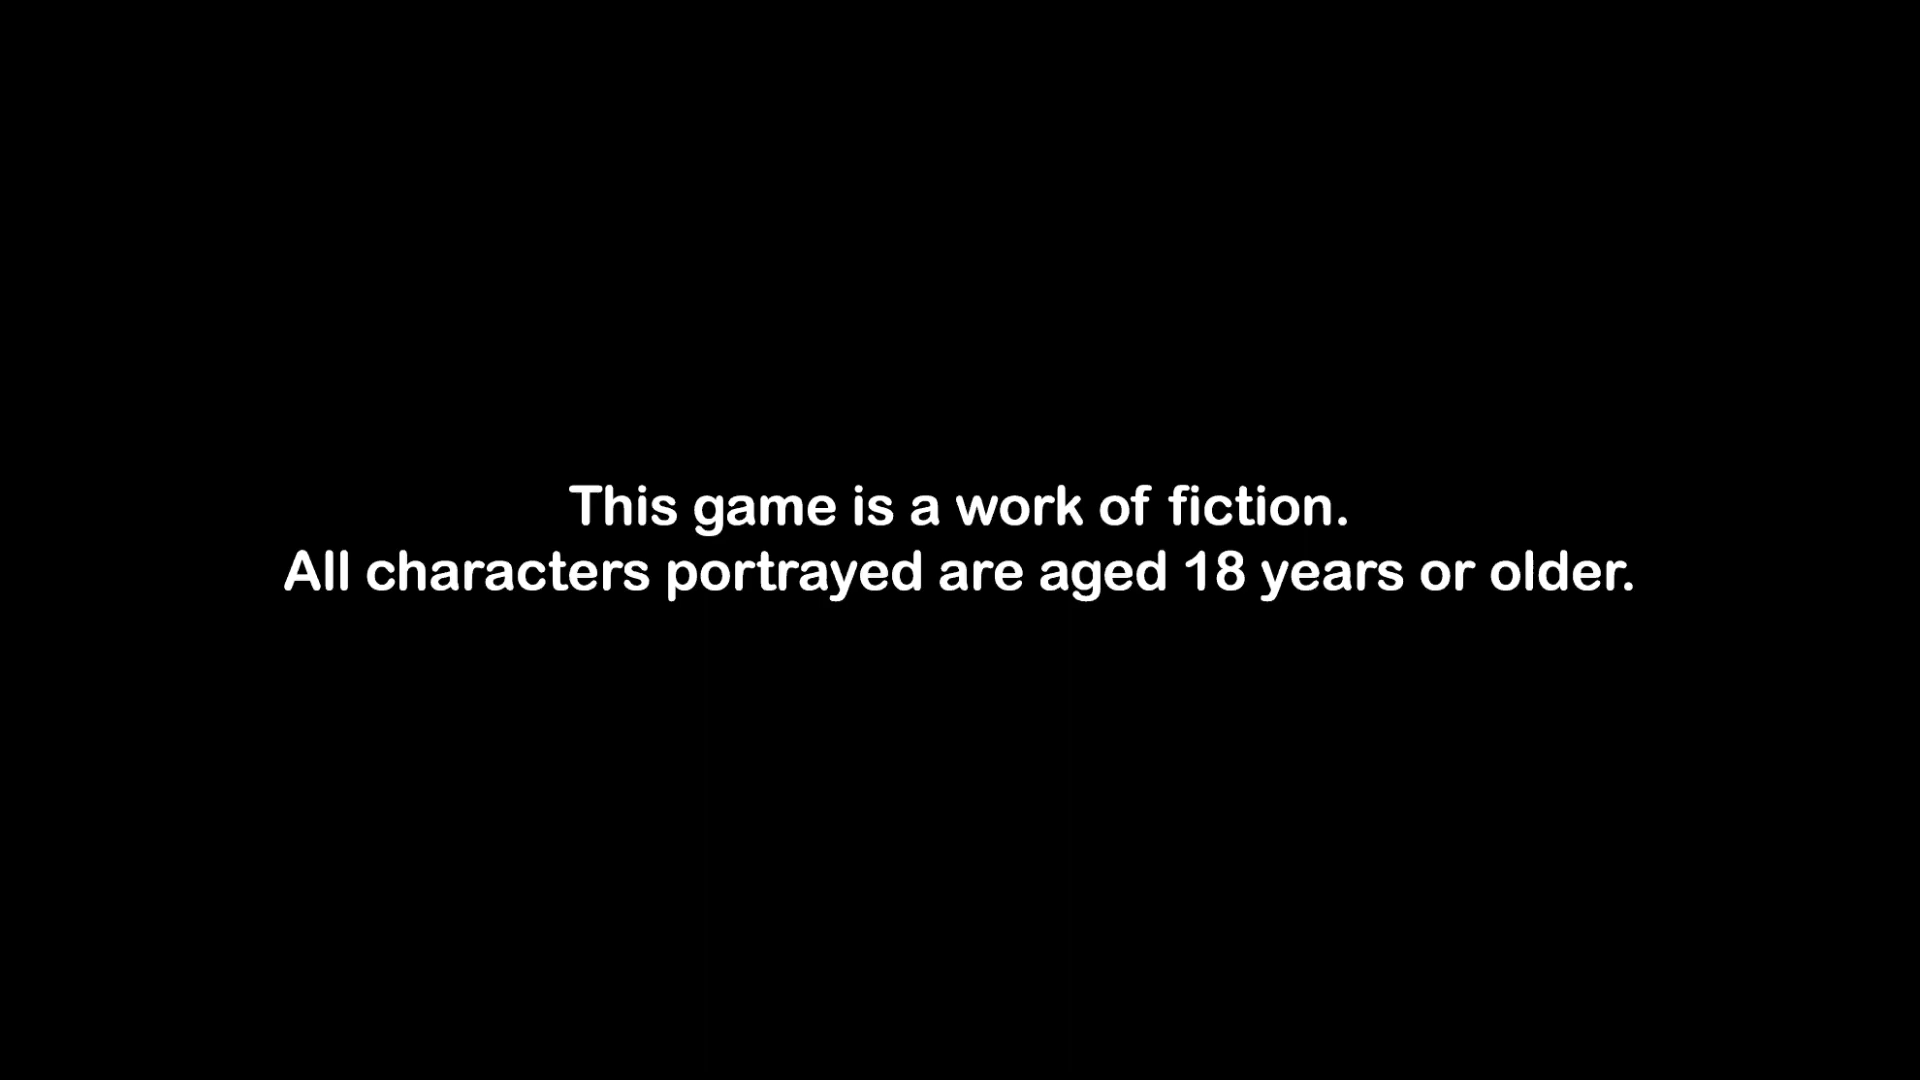 This game is a work of fiction.
All characters portrayed are aged 18 years or older.